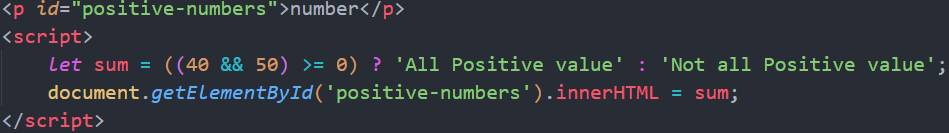 <p id="positive-numbers">number</p>
<script>
let sum = ((40 && 50) >= 0) ? 'All Positive value' : 'Not all Positive value';
document.getElementById('positive-numbers').innerHTML = sum;
</script>